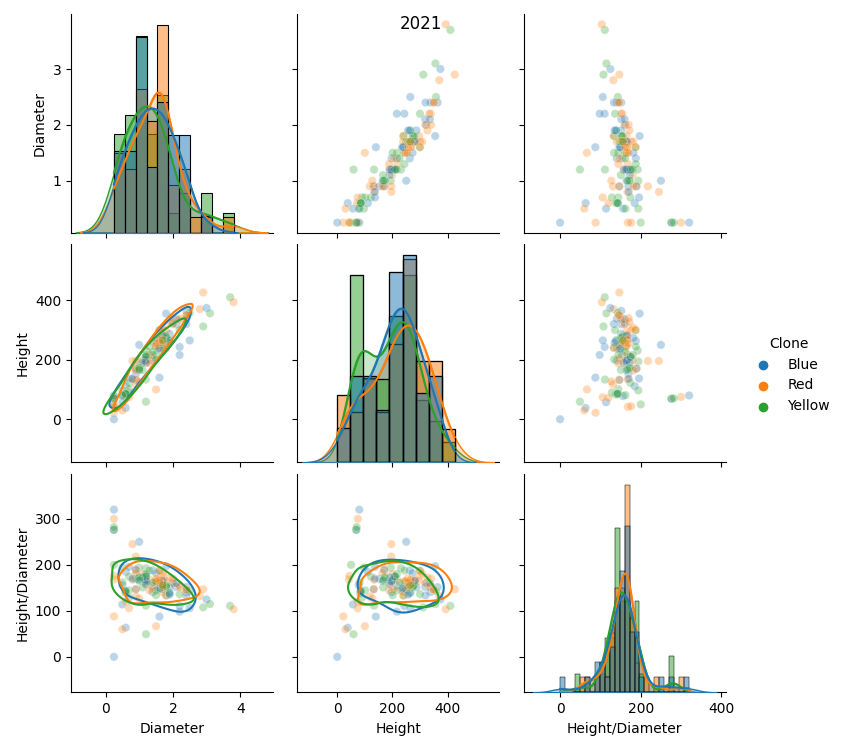 2021
Diameter
3
2
1
Height
400
200
0
Clone
Blue
Red
Yellow
Height/Diameter
300
200
100
0
0 2 4
0 200 400
0 200 400
Diameter
Height
Height/Diameter